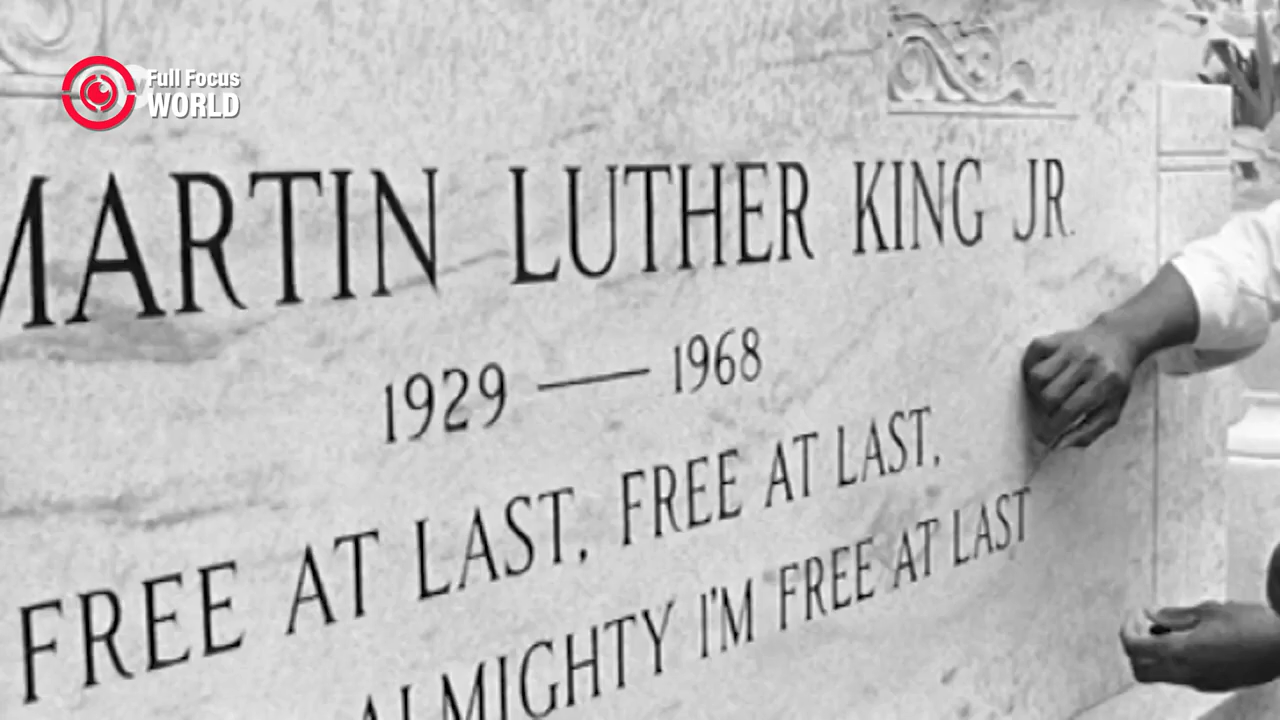 Full Focus
WORLD
MARTIN LUTHER KING JR.
1929 — 1968
FREE AT LAST, FREE AT LAST,
ALMIGHTY I'M FREE AT LAST